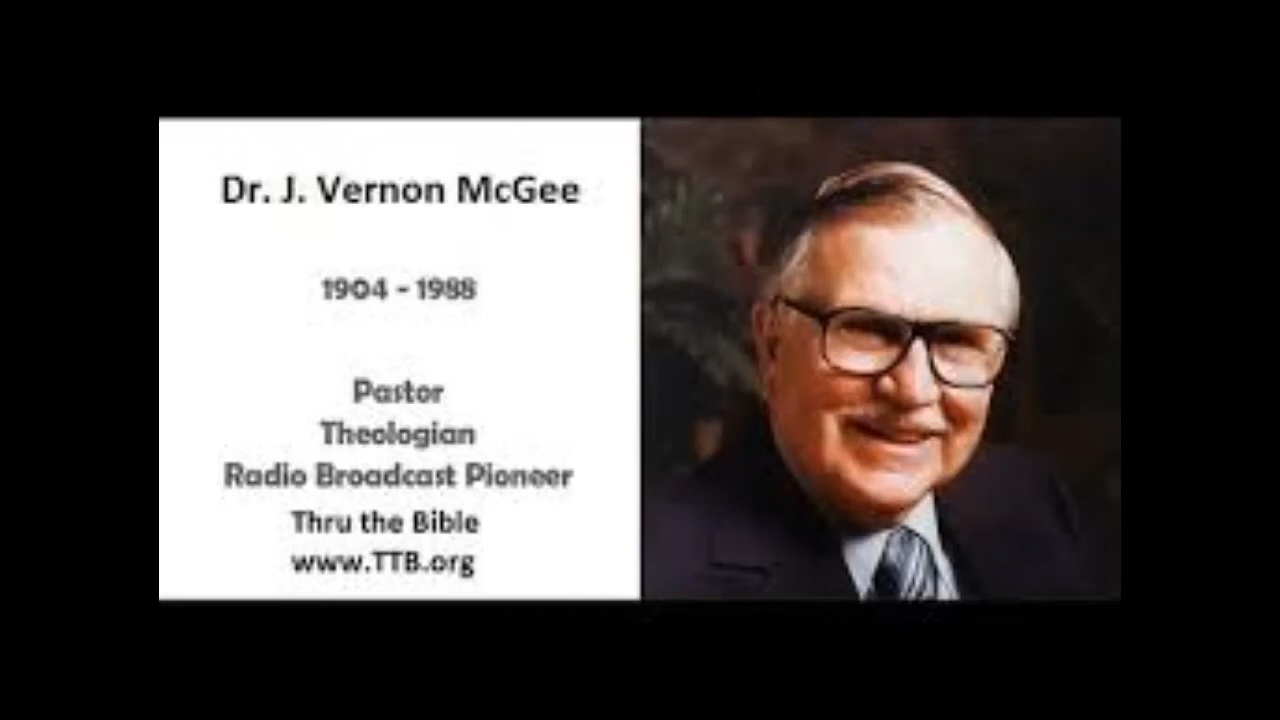 Dr. J. Vernon McGee
1904 - 1988
Pastor
Theologian
Radio Broadcast Pioneer
Thru the Bible
www.TTB.org